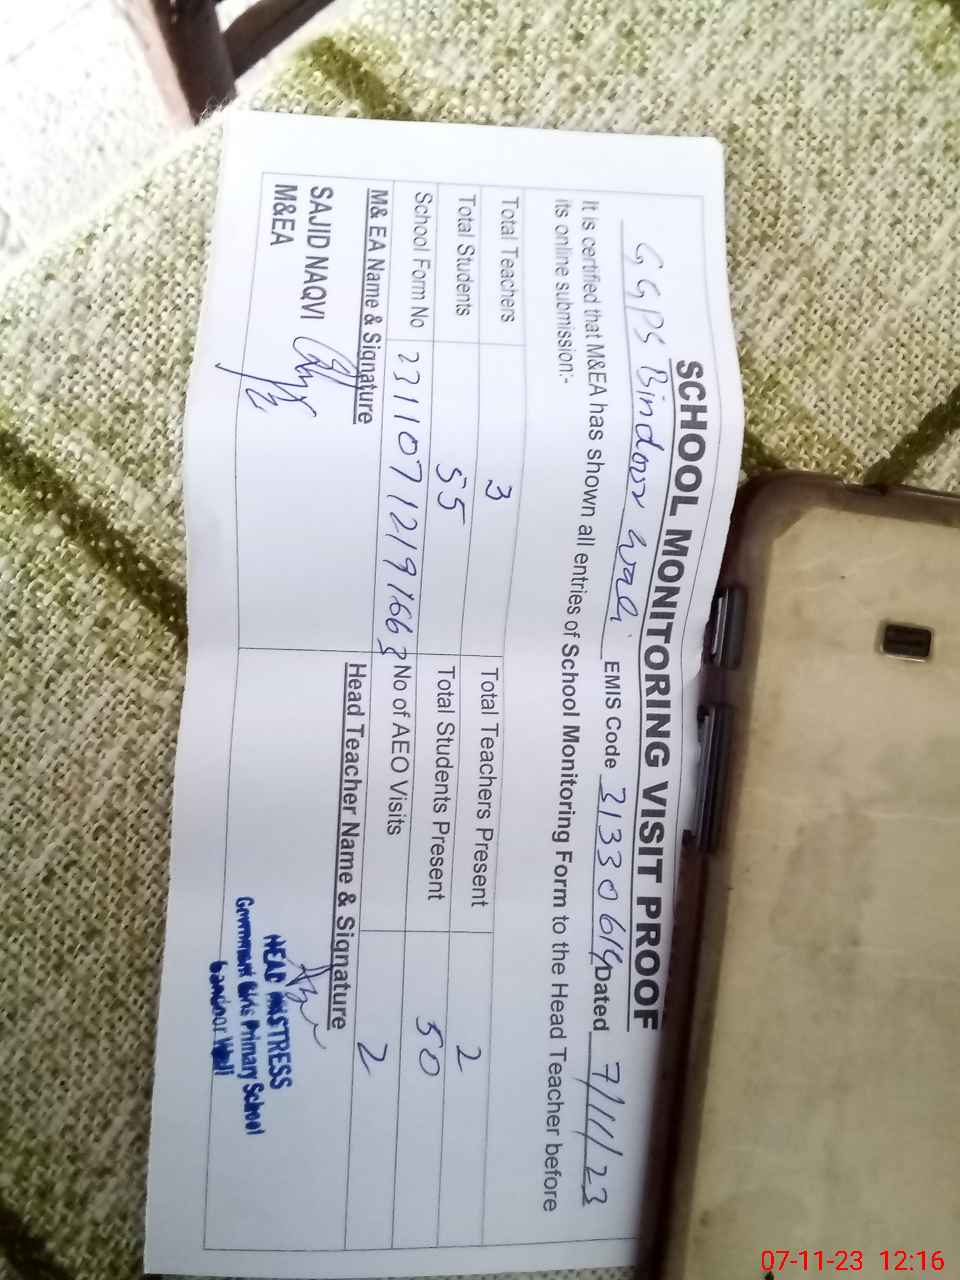 SCHOOL MONITORING VISIT PROOF
GGPS Bindoor Wali EMIS Code 31330614 Dated 7/11/23
It is certified that M&EA has shown all entries of School Monitoring Form to the Head Teacher before
its online submission:-
Total Teachers 3 Total Teachers Present 2
Total Students 55 Total Students Present 50
School Form No 23110712191663 No of AEO Visits 2
M& EA Name & Signature Head Teacher Name & Signature
SAJID NAQVI
M&EA
HEAD MISTRESS
Government Girls Primary School
Wali
07-11-23 12:16